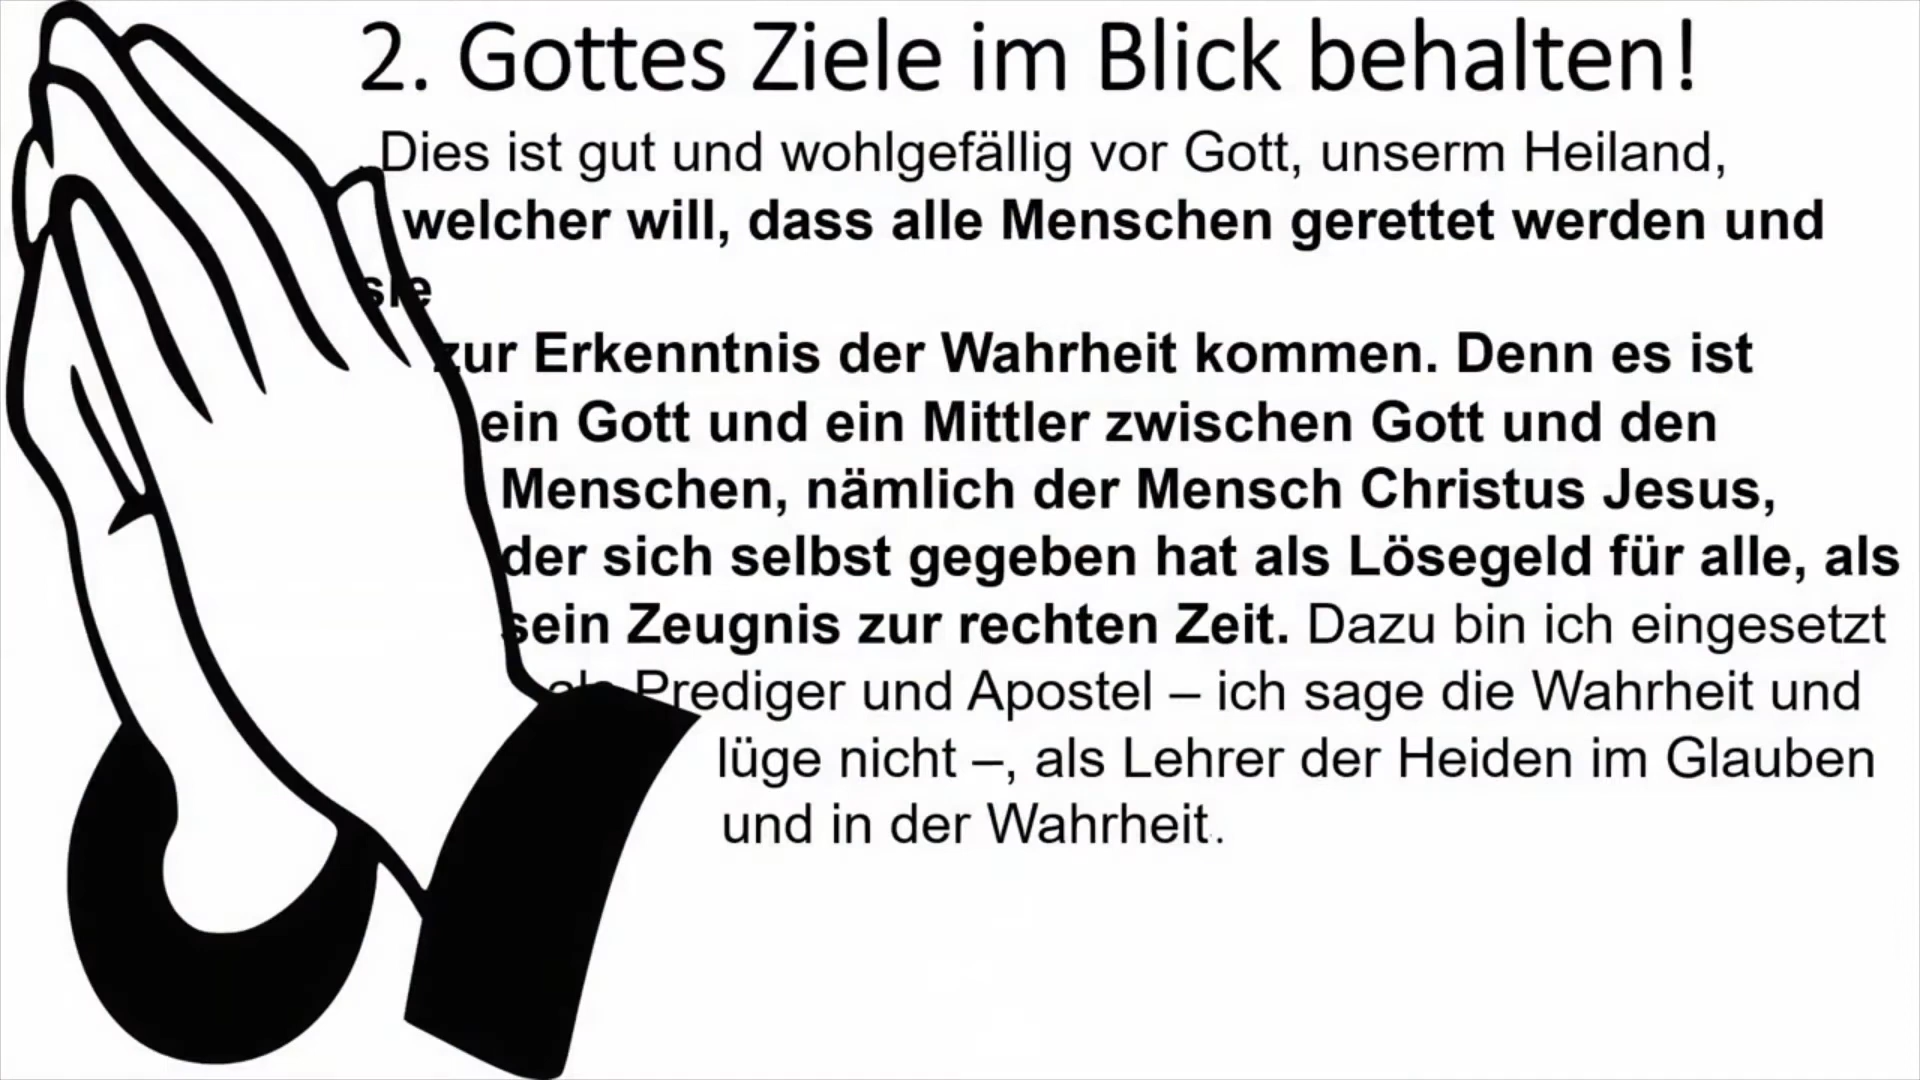 2. Gottes Ziele im Blick behalten!
Dies ist gut und wohlgefällig vor Gott, unserm Heiland,
welcher will, dass alle Menschen gerettet werden und
sie
zur Erkenntnis der Wahrheit kommen. Denn es ist
ein Gott und ein Mittler zwischen Gott und den
Menschen, nämlich der Mensch Christus Jesus,
der sich selbst gegeben hat als Lösegeld für alle, als
sein Zeugnis zur rechten Zeit. Dazu bin ich eingesetzt
als Prediger und Apostel – ich sage die Wahrheit und
lüge nicht –, als Lehrer der Heiden im Glauben
und in der Wahrheit..